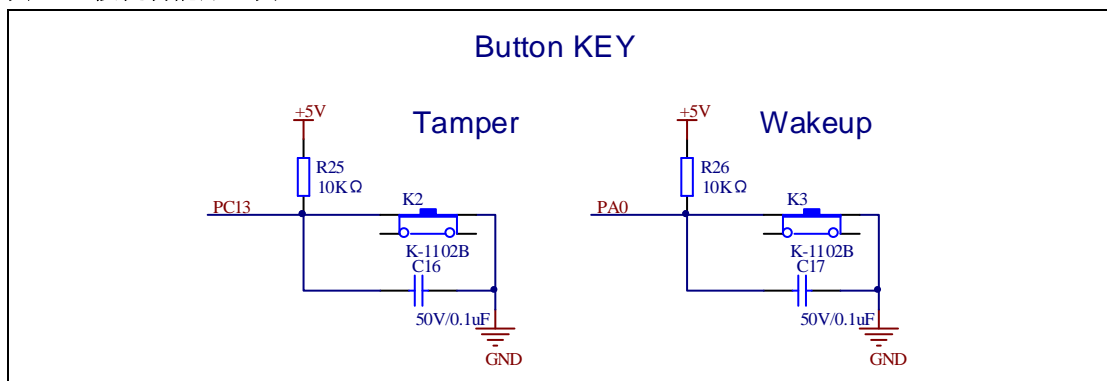 Button KEY
+5V
Tamper
R25
10KΩ
K2
PC13
K-1102B
C16
50V/0.1uF
GND
+5V
Wakeup
R26
10KΩ
K3
PA0
K-1102B
C17
50V/0.1uF
GND